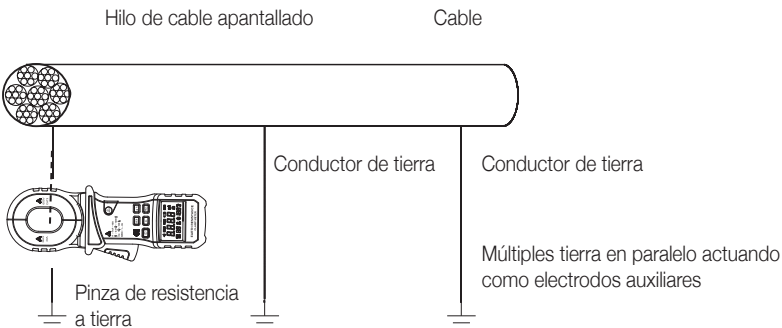 Hilo de cable apantallado
Cable
Conductor de tierra
Conductor de tierra
Múltiples tierra en paralelo actuando
como electrodos auxiliares
Pinza de resistencia
a tierra